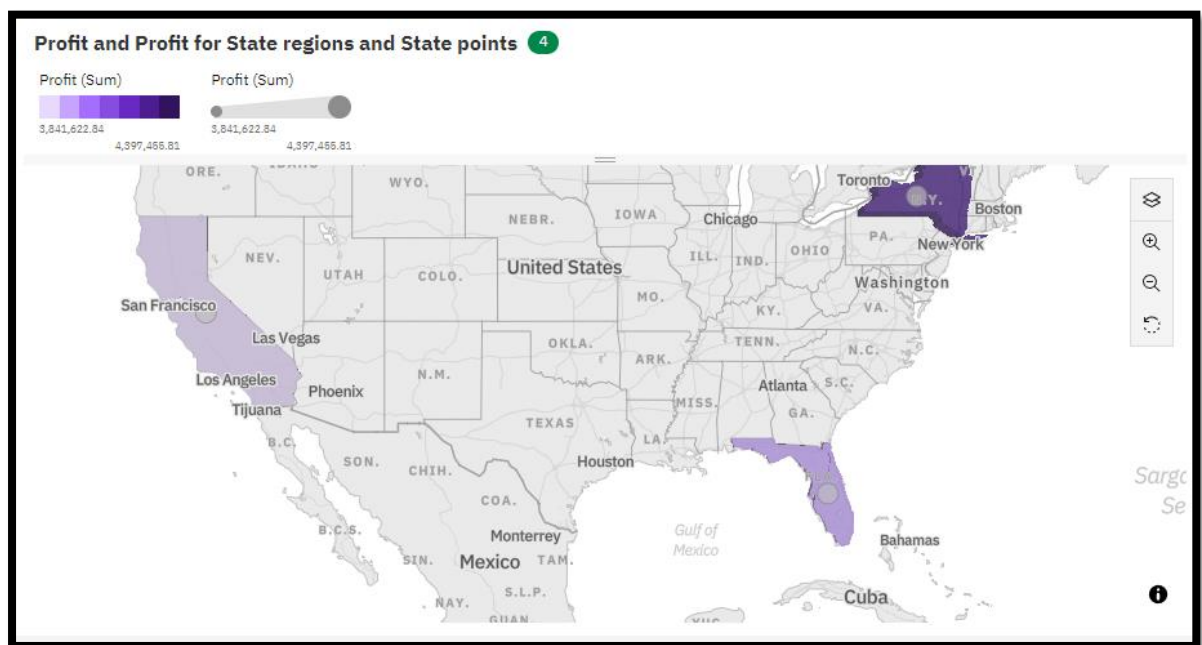 Profit and Profit for State regions and State points 4
Profit (Sum)
Profit (Sum)
3,841,622.84
4,397,455.81
3,841,622.84
4,397,455.81
ORE.
WYO.
Toronto
Boston
NEBR.
IOWA
Chicago
PA.
New York
NEV.
UTAH
COLO.
United States
ILL.
IND.
OHIO
Washington
San Francisco
MO.
KY.
VA.
Las Vegas
OKLA.
TENN.
N.C.
ARK.
Los Angeles
N.M.
Atlanta
S.C.
Phoenix
Tijuana
MISS.
GA.
TEXAS
B.C.
LA.
SON.
CHIH.
Houston
COA.
Sargo
Se
B.C.S.
Monterrey
Gulf of
Mexico
Bahamas
SIN.
Mexico
TAM.
NAY.
S.L.P.
Cuba
GUAN